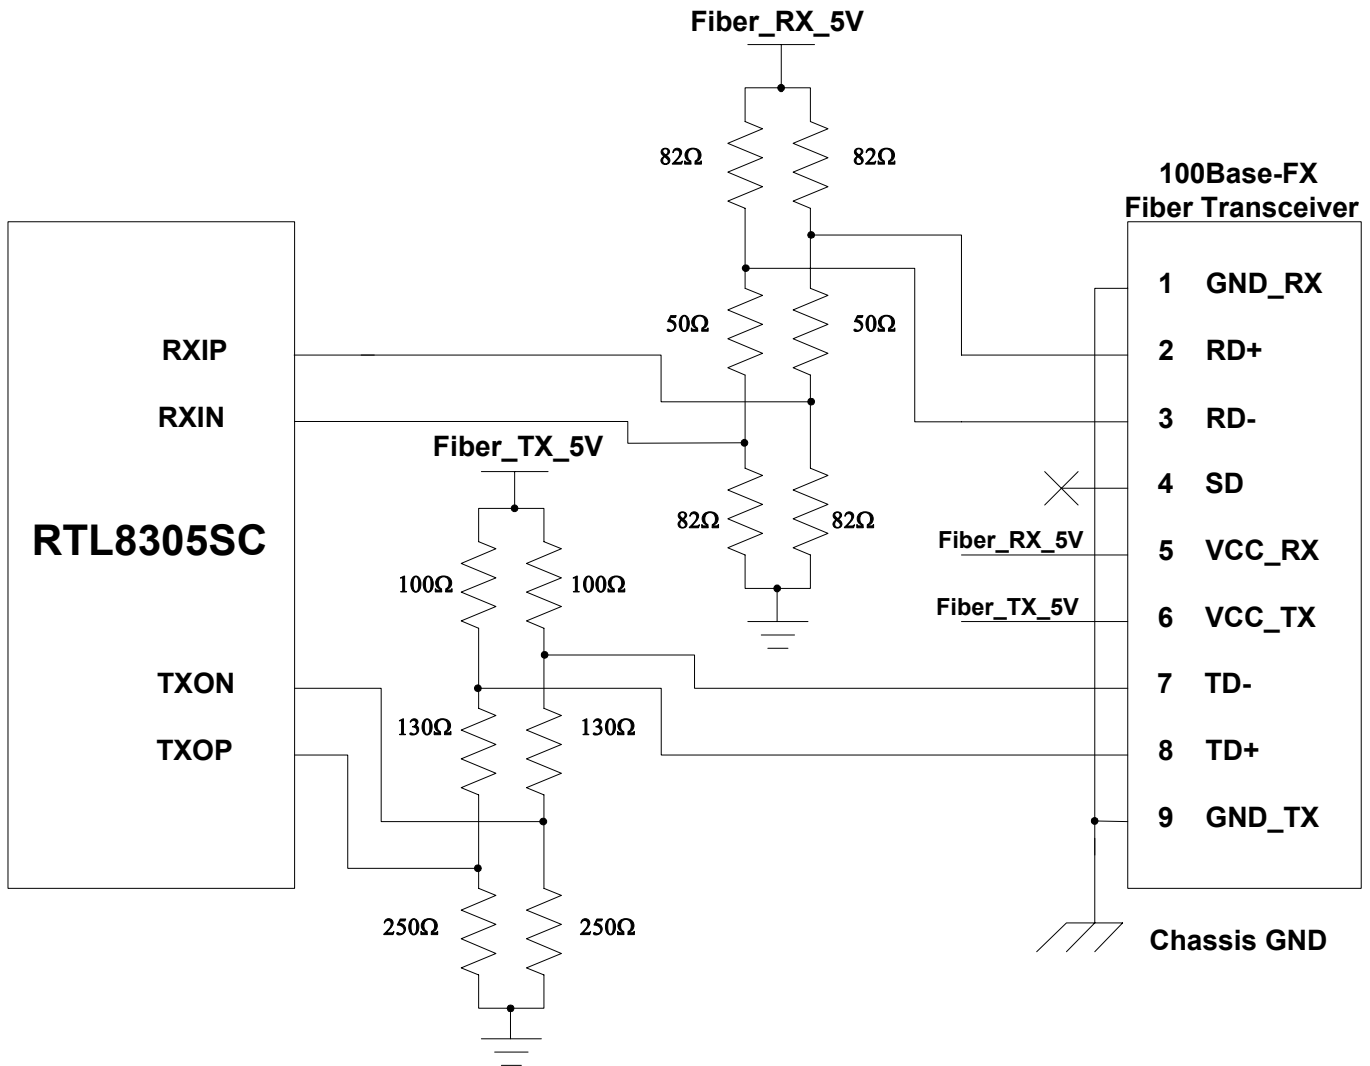 Fiber_RX_5V
82Ω
82Ω
100Base-FX
Fiber Transceiver
1 GND_RX
50Ω
50Ω
RXIP
2 RD+
RXIN
3 RD-
Fiber_TX_5V
4 SD
82Ω
82Ω
RTL8305SC
Fiber_RX_5V
5 VCC_RX
100Ω
100Ω
Fiber_TX_5V
6 VCC_TX
TXON
7 TD-
130Ω
130Ω
TXOP
8 TD+
9 GND_TX
250Ω
250Ω
Chassis GND